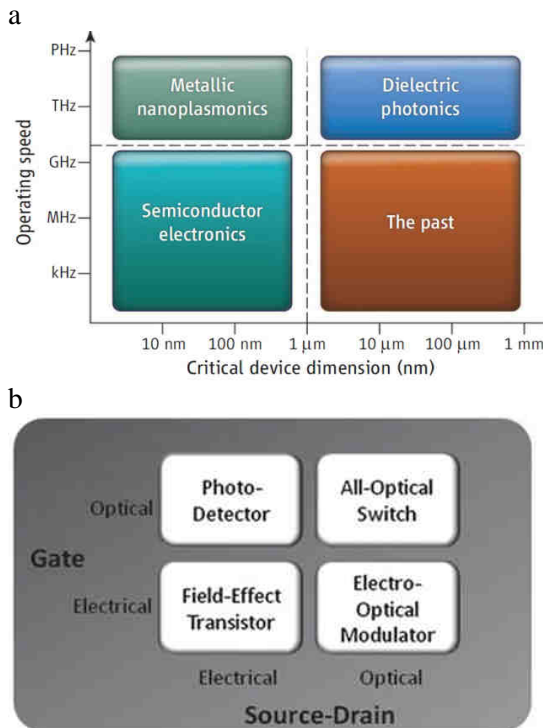 a
PHz
THz
GHz
MHz
kHz
Operating speed
Metallic
nanoplasmonics
Dielectric
photonics
Semiconductor
electronics
The past
10 nm 100 nm 1 μm 10 μm 100 μm 1 mm
Critical device dimension (nm)
b
Photo-
Detector
All-Optical
Switch
Optical
Gate
Field-Effect
Transistor
Electro-
Optical
Modulator
Electrical
Electrical Optical
Source-Drain